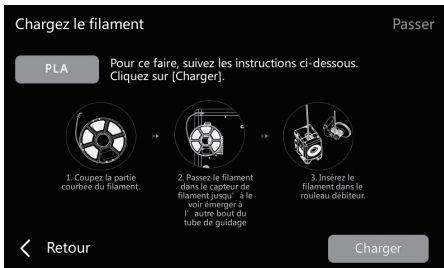 Chargez le filament
Passer
PLA
Pour ce faire, suivez les instructions ci-dessous.
Cliquez sur [Charger].
1. Coupez la partie
courbée du filament.
2. Passez le filament
dans le capteur de
filament jusqu' à le
voir émerger à
l' autre bout du
tube de guidage
3. Insérez le
filament dans le
rouleau débiteur.
Retour
Charger